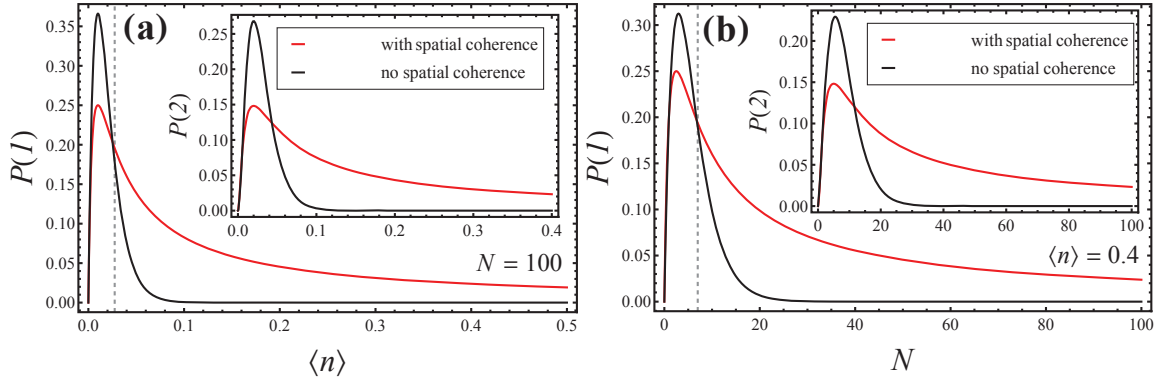 (a)
with spatial coherence
no spatial coherence
P(1)
0.35
0.30
0.25
0.20
0.15
0.10
0.05
0.00
0.0 0.1 0.2 0.3 0.4 0.5
⟨n⟩
P(2)
0.25
0.20
0.15
0.10
0.05
0.00
0.0 0.1 0.2 0.3 0.4
N = 100
(b)
with spatial coherence
no spatial coherence
P(1)
0.30
0.25
0.20
0.15
0.10
0.05
0.00
0 20 40 60 80 100
N
P(2)
0.20
0.15
0.10
0.05
0.00
0 20 40 60 80 100
⟨n⟩ = 0.4